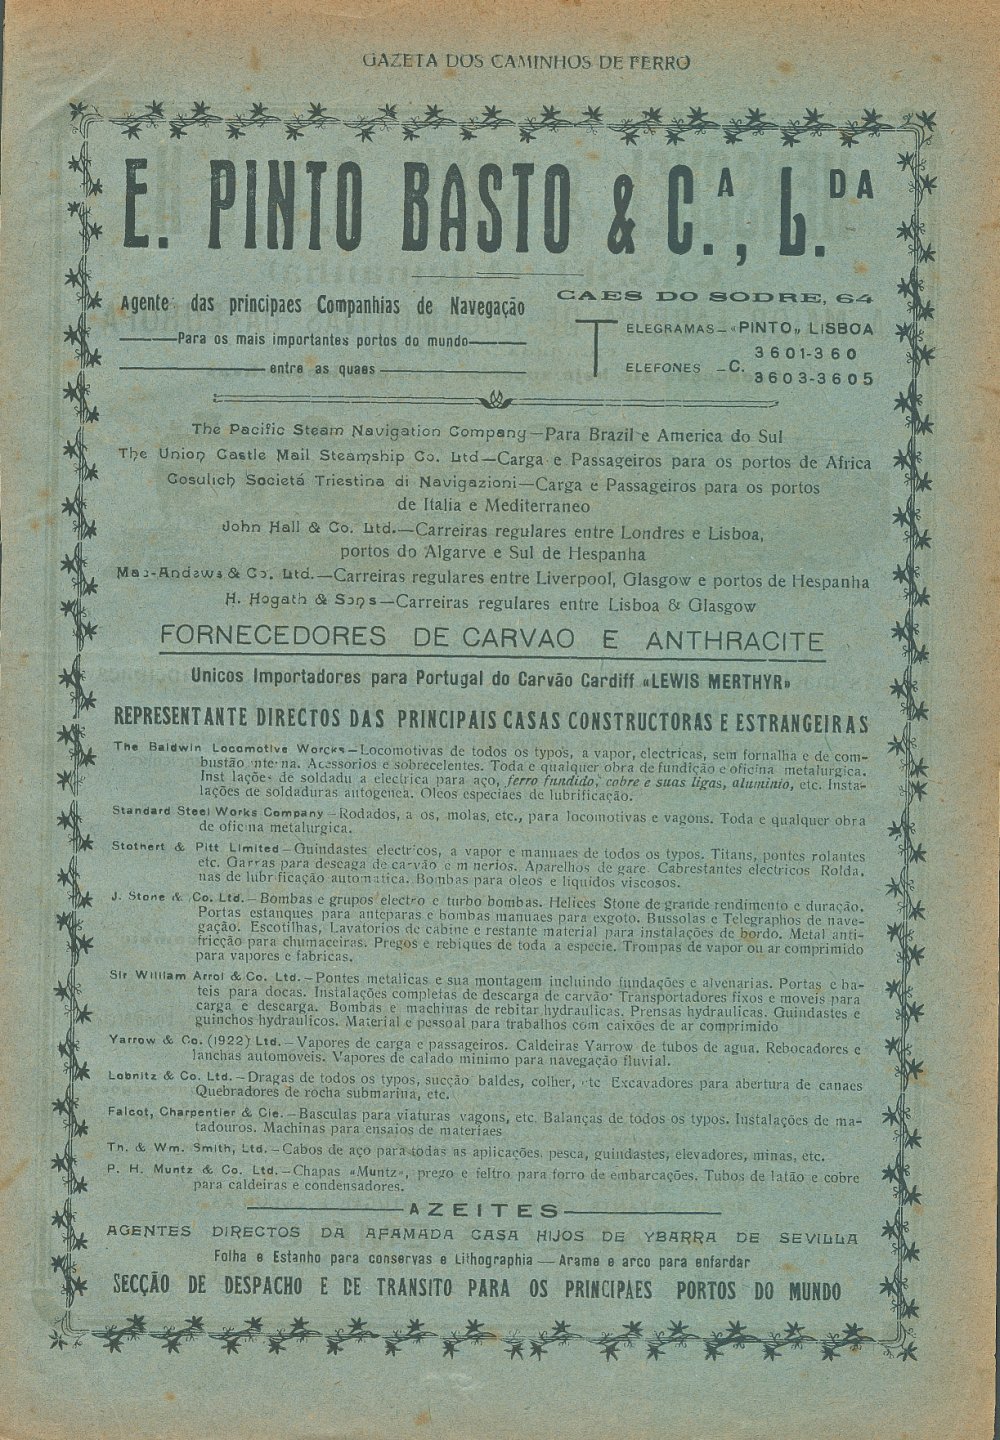 GAZETA DOS CAMINHOS DE FERRO
E. PINTO BASTO & C.A, L.DA
Agente das principaes Companhias de Navegação
Para os mais importantes portos do mundo
entre as quaes
CAES DO SODRE, 64
TELEGRAMAS—«PINTO» LISBOA
TELEFONES —C. 3601-360
3603-3605
The Pacific Steam Navigation Company—Para Brazil e America do Sul
The Union Castle Mail Steamship Co. Ltd—Carga e Passageiros para os portos de Africa
Cosulich Societá Triestina di Navigazioni—Carga e Passageiros para os portos
de Italia e Mediterraneo
John Hall & Co. Ltd.—Carreiras regulares entre Londres e Lisboa,
portos do Algarve e Sul de Hespanha
Mac-Andews & Co. Ltd.—Carreiras regulares entre Liverpool, Glasgow e portos de Hespanha
H. Hogath & Sons—Carreiras regulares entre Lisboa & Glasgow
FORNECEDORES DE CARVAO E ANTHRACITE
Unicos Importadores para Portugal do Carvão Cardiff «LEWIS MERTHYR»
REPRESENTANTE DIRECTOS DAS PRINCIPAIS CASAS CONSTRUCTORAS E ESTRANGEIRAS
The Baldwin Locomotive Worcks—Locomotivas de todos os typos, a vapor, electricas, sem fornalha e de com-
bustão nterna. Acessorios e sobrecelentes. Toda e qualquer obra de fundição e oficina metalurgica.
Inst lações de soldadu a electrica para aço, ferro fundido, cobre e suas ligas, aluminio, etc. Insta-
lações de soldaduras autogenea. Oleos especiaes de lubrificação.
Standard Steel Works Company—Rodados, a os, molas, etc., para locomotivas e vagons. Toda e qualquer obra
de oficina metalurgica.
Stothert & Pitt Limited—Guindastes electricos, a vapor e manuaes de todos os typos. Titans, pontes rolantes
etc. Garras para descaga de carvão e m nerios. Aparelhos de gare Cabrestantes electricos Rolda,
nas de lubrificação automatica. Bombas para oleos e liquidos viscosos.
J. Stone & Co. Ltd.—Bombas e grupos electro e turbo bombas. Helices Stone de grande rendimento e duração.
Portas estanques para anteparas e bombas manuaes para exgoto. Bussolas e Telegraphos de nave-
gação. Escotilhas, Lavatorios de cabine e restante material para instalações de bordo. Metal anti-
fricção para chumaceiras. Pregos e rebiques de toda a especie. Trompas de vapor ou ar comprimido
para vapores e fabricas.
Sir William Arrol & Co. Ltd.—Pontes metalicas e sua montagem incluindo fundações e alvenarias. Portas e ba-
teis para docas. Instalações completas de descarga de carvão. Transportadores fixos e moveis para
carga e descarga. Bombas e machinas de rebitar hydraulicas. Prensas hydraulicas. Guindastes e
guinchos hydraulicos. Material e pessoal para trabalhos com caixões de ar comprimido
Yarrow & Co. (1922) Ltd.—Vapores de carga e passageiros. Caldeiras Yarrow de tubos de agua. Rebocadores e
lanchas automoveis. Vapores de calado minimo para navegação fluvial.
Lobnitz & Co. Ltd.—Dragas de todos os typos, sucção baldes, colher, etc Excavadores para abertura de canaes
Quebradores de rocha submarina, etc.
Falcot, Charpentier & Cie.—Basculas para viaturas vagons, etc. Balanças de todos os typos. Instalações de ma-
tadouros. Machinas para ensaios de materiaes
Th. & Wm. Smith, Ltd.—Cabos de aço para todas as aplicações, pesca, guindastes, elevadores, minas, etc.
P. H. Muntz & Co. Ltd.—Chapas «Muntz», prego e feltro para forro de embarcações. Tubos de latão e cobre
para caldeiras e condensadores.
AZEITES
AGENTES DIRECTOS DA AFAMADA CASA HIJOS DE YBARRA DE SEVILLA
Folha e Estanho para conservas e Lithographia — Arame e arco para enfardar
SECÇÃO DE DESPACHO E DE TRANSITO PARA OS PRINCIPAES PORTOS DO MUNDO